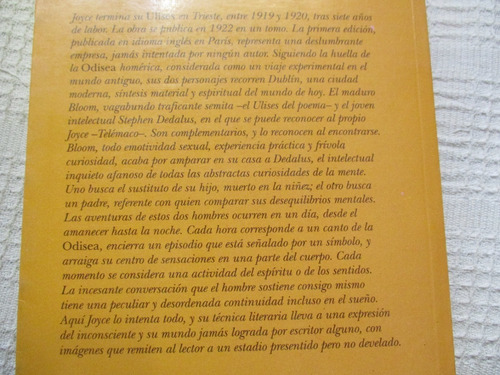 Joyce termina su Ulises en Trieste, entre 1919 y 1920, tras siete años
de labor. La obra se publica en 1922 en un tomo. La primera edición,
publicada en idioma inglés en París, representa una deslumbrante
empresa, jamás intentada por ningún autor. Siguiendo la huella de
la Odisea homérica, considerada como un viaje experimental en el
mundo antiguo, sus dos personajes recorren Dublín, una ciudad
moderna, síntesis material y espiritual del mundo de hoy. El maduro
Bloom, vagabundo traficante semita –el Ulises del poema– y el joven
intelectual Stephen Dedalus, en el que se puede reconocer al propio
Joyce –Telémaco–. Son complementarios, y lo reconocen al encontrarse.
Bloom, todo emotividad sexual, experiencia práctica y frívola
curiosidad, acaba por amparar en su casa a Dedalus, el intelectual
inquieto afanoso de todas las abstractas curiosidades de la mente.
Uno busca el sustituto de su hijo, muerto en la niñez; el otro busca
un padre, referente con quien comparar sus desequilibrios mentales.
Las aventuras de estos dos hombres ocurren en un día, desde el
amanecer hasta la noche. Cada hora corresponde a un canto de la
Odisea, encierra un episodio que está señalado por un símbolo, y
arraiga su centro de sensaciones en una parte del cuerpo. Cada
momento se considera una actividad del espíritu o de los sentidos.
La incesante conversación que el hombre sostiene consigo mismo
tiene una peculiar y desordenada continuidad incluso en el sueño.
Aquí Joyce lo intenta todo, y su técnica literaria lleva a una expresión
del inconsciente y su mundo jamás lograda por escritor alguno, con
imágenes que remiten al lector a un estadio presentido pero no develado.